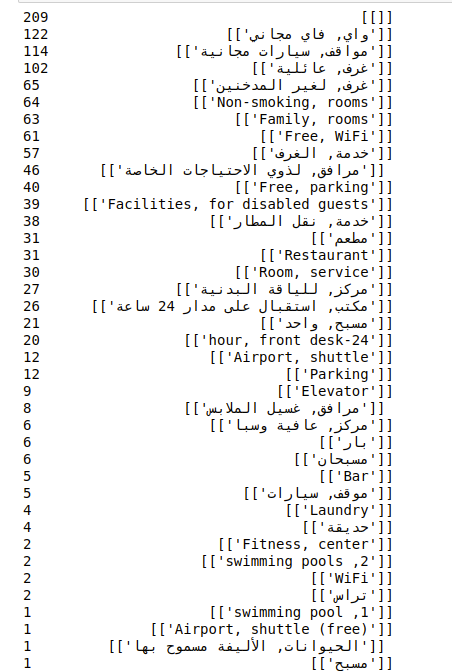 209 [[]]
122 [['واي, فاي مجاني']]
114 [['مواقف, سيارات مجانية']]
102 [['غرف, عائلية']]
65 [['غرف, لغير المدخنين']]
64 [['Non-smoking, rooms']]
63 [['Family, rooms']]
61 [['Free, WiFi']]
57 [['خدمة, الغرف']]
46 [['مرافق, لذوي الاحتياجات الخاصة']]
40 [['Free, parking']]
39 [['Facilities, for disabled guests']]
38 [['خدمة, نقل المطار']]
31 [['مطعم']]
31 [['Restaurant']]
30 [['Room, service']]
27 [['مركز, للياقة البدنية']]
26 [['مكتب, استقبال على مدار 24 ساعة']]
21 [['مسبح, واحد']]
20 [['24-hour, front desk']]
12 [['Airport, shuttle']]
12 [['Parking']]
9 [['Elevator']]
8 [['مرافق, غسيل الملابس']]
6 [['مركز, عافية وسبا']]
6 [['بار']]
6 [['مسبحان']]
5 [['Bar']]
5 [['موقف, سيارات']]
4 [['Laundry']]
4 [['حديقة']]
2 [['Fitness, center']]
2 [['2, swimming pools']]
2 [['WiFi']]
2 [['تراس']]
1 [['1, swimming pool']]
1 [['Airport, shuttle (free)']]
1 [['الحيوانات, الأليفة مسموح بها']]
1 [['مسبح']]